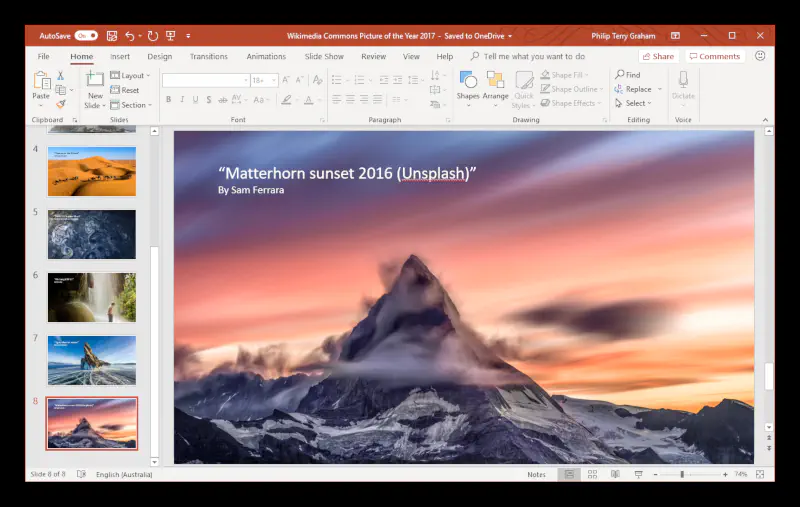 AutoSave On Wikimedia Commons Picture of the Year 2017 - Saved to OneDrive Philip Terry Graham
File Home Insert Design Transitions Animations Slide Show Review View Help Tell me what you want to do Share Comments
Paste
New Slide
Layout
Reset
Section
18+
B I U S ab AV Aa A
Shapes Arrange Quick Styles
Shape Fill
Shape Outline
Shape Effects
Find
Replace
Select
Dictate
Clipboard Slides Font Paragraph Drawing Editing Voice
4
5
6
7
8
“Matterhorn sunset 2016 (Unsplash)”
By Sam Ferrara
Slide 8 of 8 English (Australia) Notes 74%